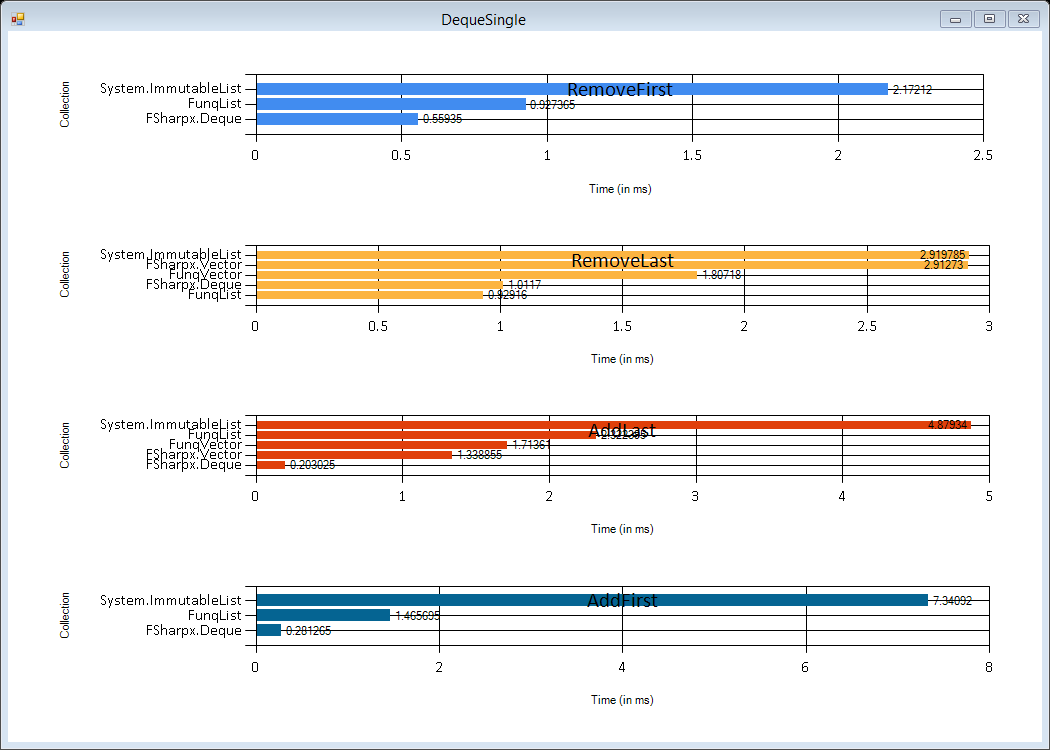 DequeSingle
RemoveFirst
Collection
System.ImmutableList 2.17212
FunqList 0.927365
FSharpx.Deque 0.55935
0 0.5 1 1.5 2 2.5
Time (in ms)
RemoveLast
Collection
System.ImmutableList 2.919785
FSharpx.Vector 2.91273
FunqVector 1.80718
FSharpx.Deque 1.0117
FunqList 0.92916
0 0.5 1 1.5 2 2.5 3
Time (in ms)
AddLast
Collection
System.ImmutableList 4.87934
FunqList
FunqVector 1.71361
FSharpx.Vector 1.338855
FSharpx.Deque 0.203025
0 1 2 3 4 5
Time (in ms)
AddFirst
Collection
System.ImmutableList 7.34092
FunqList 1.465695
FSharpx.Deque 0.281265
0 2 4 6 8
Time (in ms)